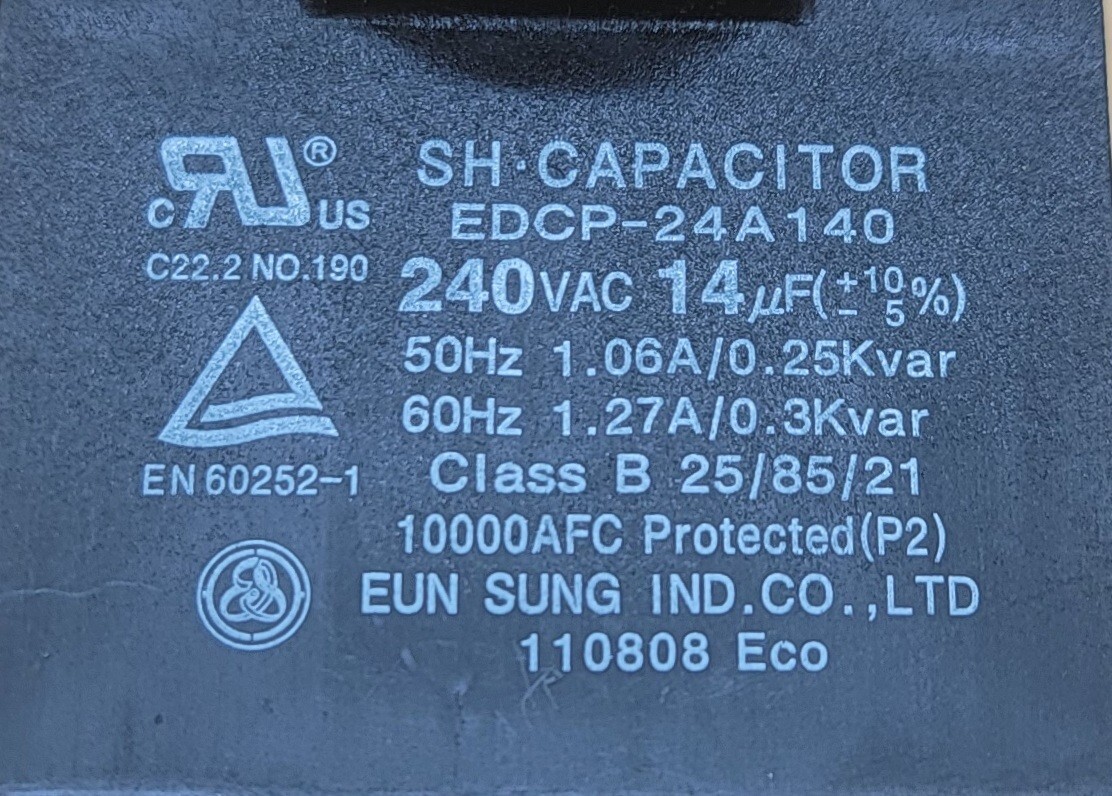 cRU®US
C22.2 NO.190
EN 60252-1
SH·CAPACITOR
EDCP-24A140
240VAC 14μF(±10/±5%)
50Hz 1.06A/0.25Kvar
60Hz 1.27A/0.3Kvar
Class B 25/85/21
10000AFC Protected(P2)
EUN SUNG IND.CO.,LTD
110808 Eco